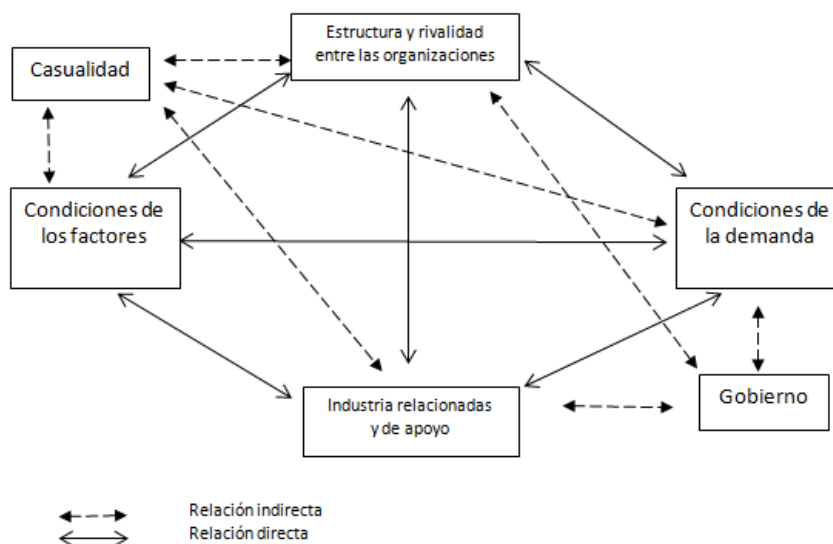 Estructura y rivalidad
entre las organizaciones
Casualidad
Condiciones de
los factores
Condiciones de
la demanda
Industria relacionadas
y de apoyo
Gobierno
Relación indirecta
Relación directa